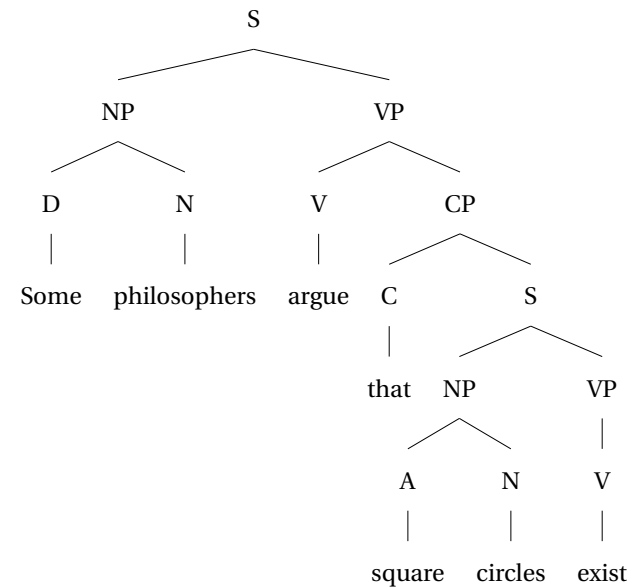 S
NP VP
D N V CP
Some philosophers argue C S
that NP VP
A N V
square circles exist